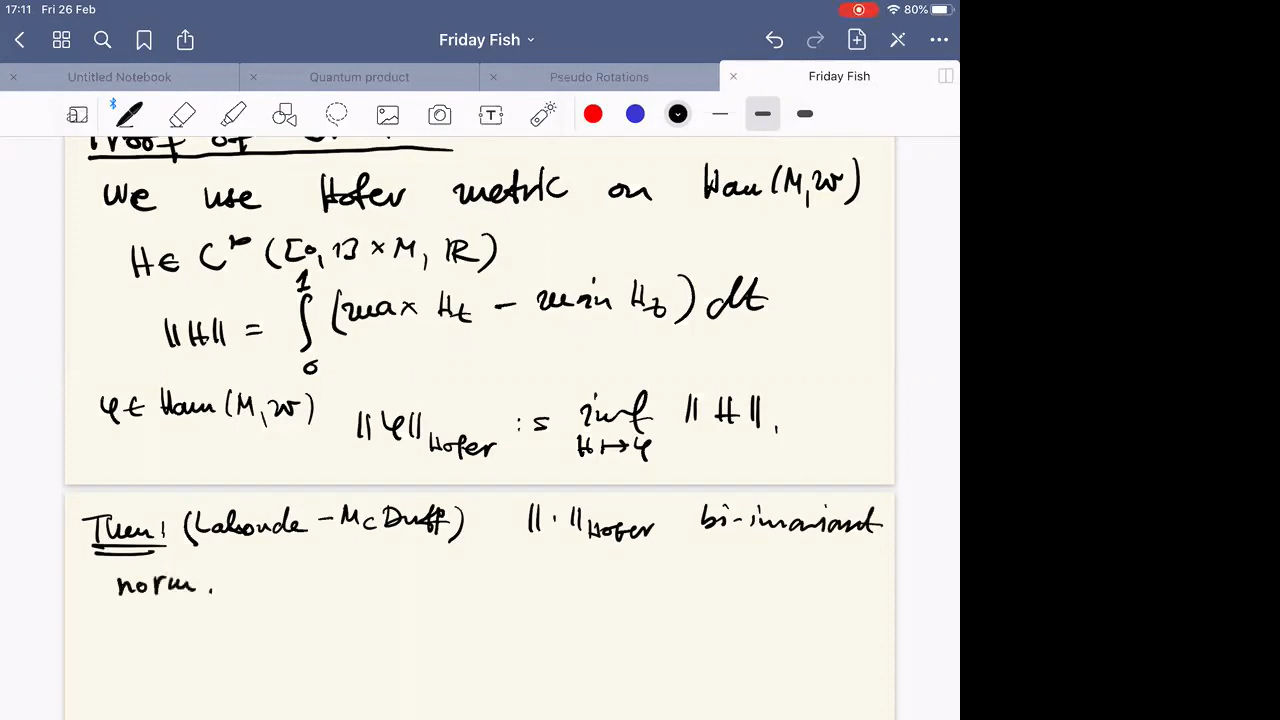 17:11 Fri 26 Feb
80%
Friday Fish
Untitled Notebook
Quantum product
Pseudo Rotations
Friday Fish
Proof of
We use Hofer metric on Ham(M,ω)
H ∈ C^∞ ([0,1] × M, ℝ)
||H|| = ∫₀¹ (max H_t - min H_t) dt
φ ∈ Ham(M,ω) ||φ||_Hofer := inf_{H↦φ} ||H||.
Thm: (Lalonde - McDuff) ||·||_Hofer bi-invariant
norm.